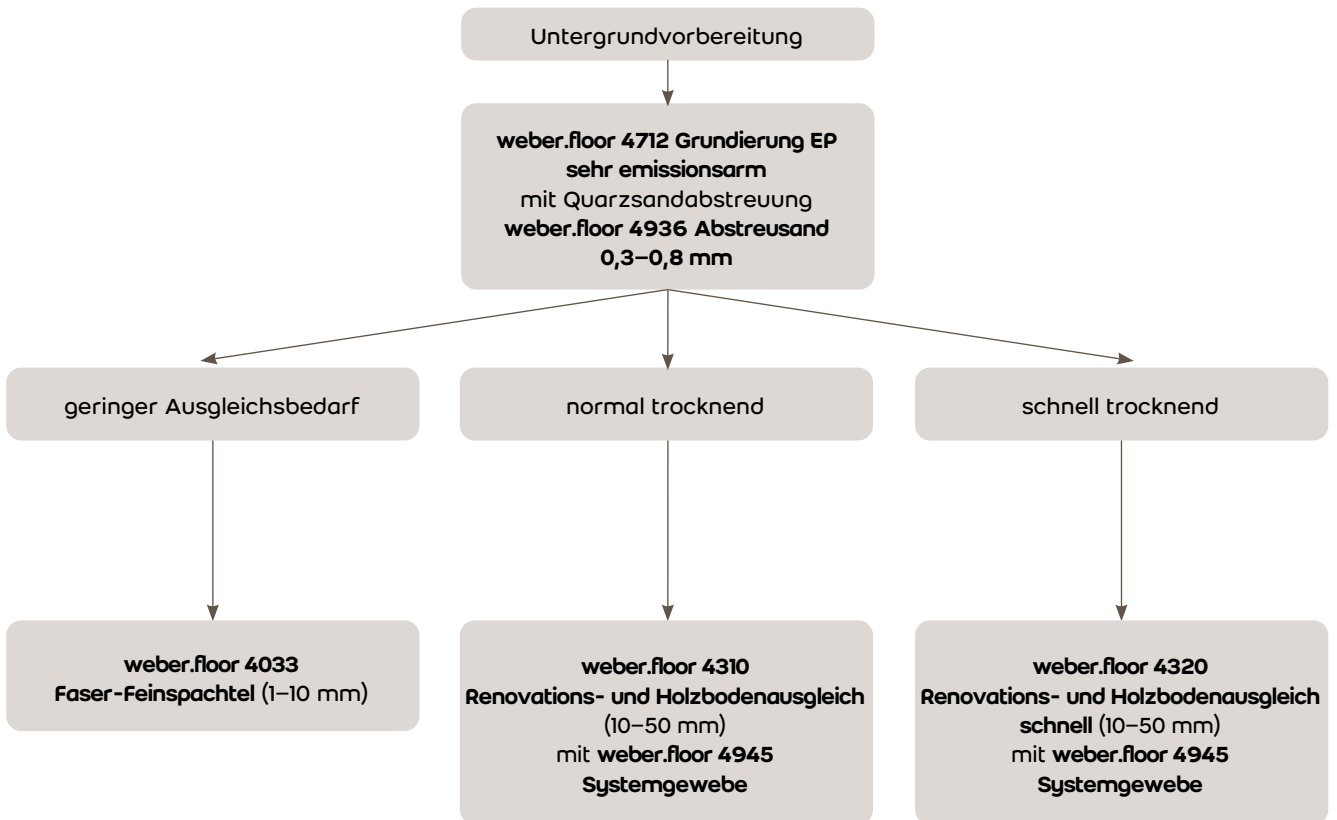 Untergrundvorbereitung
weber.floor 4712 Grundierung EP
sehr emissionsarm
mit Quarzsandabstreuung
weber.floor 4936 Abstreusand
0,3–0,8 mm
geringer Ausgleichsbedarf
normal trocknend
schnell trocknend
weber.floor 4033
Faser-Feinspachtel (1–10 mm)
weber.floor 4310
Renovations- und Holzbodenausgleich
(10–50 mm)
mit weber.floor 4945
Systemgewebe
weber.floor 4320
Renovations- und Holzbodenausgleich
schnell (10–50 mm)
mit weber.floor 4945
Systemgewebe